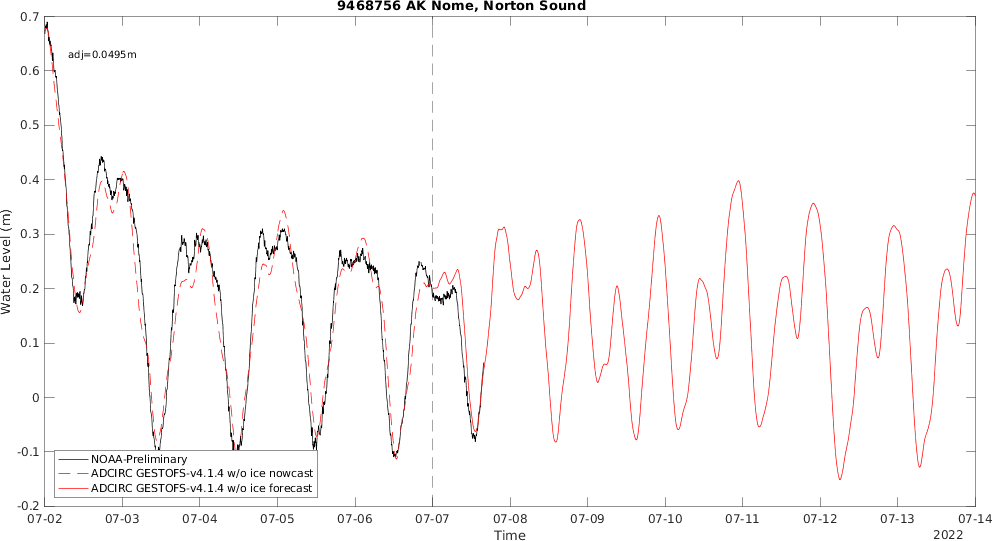 9468756 AK Nome, Norton Sound
adj=0.0495m
Water Level (m)
0.7
0.6
0.5
0.4
0.3
0.2
0.1
0
-0.1
-0.2
NOAA-Preliminary
ADCIRC GESTOFS-v4.1.4 w/o ice nowcast
ADCIRC GESTOFS-v4.1.4 w/o ice forecast
07-02 07-03 07-04 07-05 07-06 07-07 07-08 07-09 07-10 07-11 07-12 07-13 07-14
Time
2022